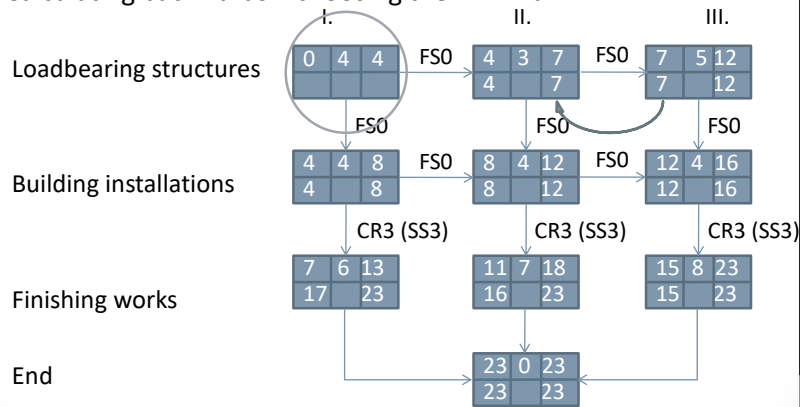 I. II. III.
Loadbearing structures
0 4 4
FS0
4 3 7
4 7
FS0
7 5 12
7 12
FS0 FS0 FS0
Building installations
4 4 8
4 8
FS0
8 4 12
8 12
FS0
12 4 16
12 16
CR3 (SS3) CR3 (SS3) CR3 (SS3)
Finishing works
7 6 13
17 23
11 7 18
16 23
15 8 23
15 23
End
23 0 23
23 23